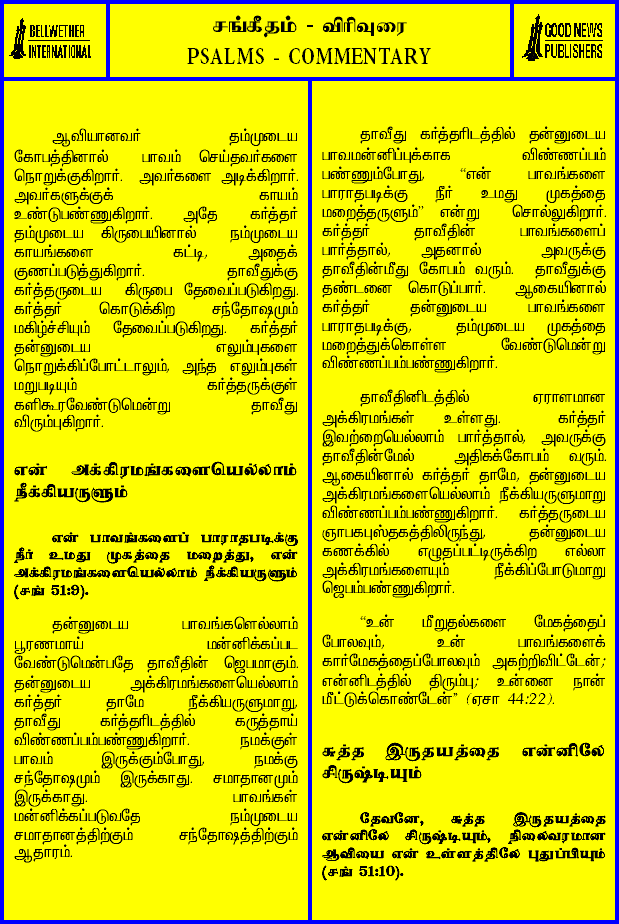 BELLWETHER
INTERNATIONAL
சங்கீதம் - விரிவுரை
PSALMS - COMMENTARY
GOOD NEWS
PUBLISHERS
ஆவியானவர் தம்முடைய
கோபத்தினால் பாவம் செய்தவர்களை
நொறுக்குகிறார். அவர்களை அடிக்கிறார்.
அவர்களுக்குக் காயம்
உண்டுபண்ணுகிறார். அதே கர்த்தர்
தம்முடைய கிருபையினால் நம்முடைய
காயங்களை கட்டி, அதைக்
குணப்படுத்துகிறார். தாவீதுக்கு
கர்த்தருடைய கிருபை தேவைப்படுகிறது.
கர்த்தர் கொடுக்கிற சந்தோஷமும்
மகிழ்ச்சியும் தேவைப்படுகிறது. கர்த்தர்
தன்னுடைய எலும்புகளை
நொறுக்கிப்போட்டாலும், அந்த எலும்புகள்
மறுபடியும் கர்த்தருக்குள்
களிகூரவேண்டுமென்று தாவீது
விரும்புகிறார்.
என் அக்கிரமங்களையெல்லாம்
நீக்கியருளும்
என் பாவங்களைப் பாராதபடிக்கு
நீர் உமது முகத்தை மறைத்து, என்
அக்கிரமங்களையெல்லாம் நீக்கியருளும்
(சங் 51:9).
தன்னுடைய பாவங்களெல்லாம்
பூரணமாய் மன்னிக்கப்பட
வேண்டுமென்பதே தாவீதின் ஜெபமாகும்.
தன்னுடைய அக்கிரமங்களையெல்லாம்
கர்த்தர் தாமே நீக்கியருளுமாறு,
தாவீது கர்த்தரிடத்தில் கருத்தாய்
விண்ணப்பம்பண்ணுகிறார். நமக்குள்
பாவம் இருக்கும்போது, நமக்கு
சந்தோஷமும் இருக்காது. சமாதானமும்
இருக்காது. பாவங்கள்
மன்னிக்கப்படுவதே நம்முடைய
சமாதானத்திற்கும் சந்தோஷத்திற்கும்
ஆதாரம்.
தாவீது கர்த்தரிடத்தில் தன்னுடைய
பாவமன்னிப்புக்காக விண்ணப்பம்
பண்ணும்போது, “என் பாவங்களை
பாராதபடிக்கு நீர் உமது முகத்தை
மறைத்தருளும்” என்று சொல்லுகிறார்.
கர்த்தர் தாவீதின் பாவங்களைப்
பார்த்தால், அதனால் அவருக்கு
தாவீதின்மீது கோபம் வரும். தாவீதுக்கு
தண்டனை கொடுப்பார். ஆகையினால்
கர்த்தர் தன்னுடைய பாவங்களை
பாராதபடிக்கு, தம்முடைய முகத்தை
மறைத்துக்கொள்ள வேண்டுமென்று
விண்ணப்பம்பண்ணுகிறார்.
தாவீதினிடத்தில் ஏராளமான
அக்கிரமங்கள் உள்ளது. கர்த்தர்
இவற்றையெல்லாம் பார்த்தால், அவருக்கு
தாவீதின்மேல் அதிகக்கோபம் வரும்.
ஆகையினால் கர்த்தர் தாமே, தன்னுடைய
அக்கிரமங்களையெல்லாம் நீக்கியருளுமாறு
விண்ணப்பம்பண்ணுகிறார். கர்த்தருடைய
ஞாபகபுஸ்தகத்திலிருந்து, தன்னுடைய
கணக்கில் எழுதப்பட்டிருக்கிற எல்லா
அக்கிரமங்களையும் நீக்கிப்போடுமாறு
ஜெபம்பண்ணுகிறார்.
“உன் மீறுதல்களை மேகத்தைப்
போலவும், உன் பாவங்களைக்
கார்மேகத்தைப்போலவும் அகற்றிவிட்டேன்;
என்னிடத்தில் திரும்பு; உன்னை நான்
மீட்டுக்கொண்டேன்” (ஏசா 44:22).
சுத்த இருதயத்தை என்னிலே
சிருஷ்டியும்
தேவனே, சுத்த இருதயத்தை
என்னிலே சிருஷ்டியும், நிலைவரமான
ஆவியை என் உள்ளத்திலே புதுப்பியும்
(சங் 51:10).